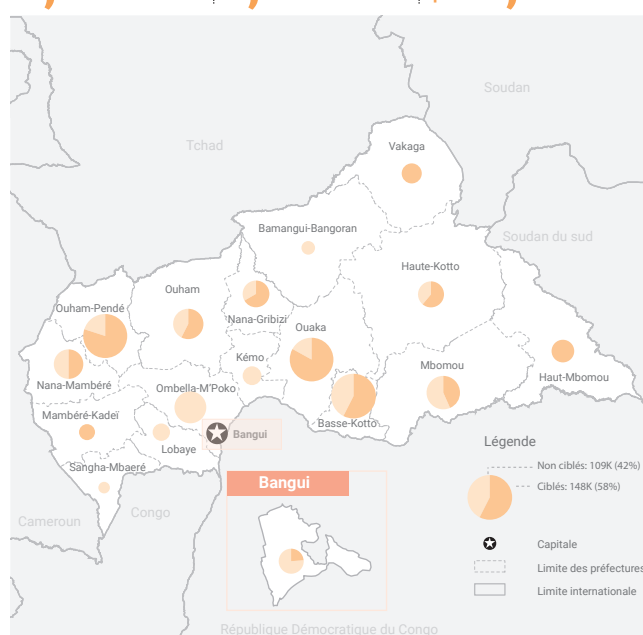 Soudan
Tchad
Vakaga
Bamangui-Bangoran
Soudan du sud
Haute-Kotto
Ouham
Ouham-Pendé
Nana-Gribizi
Ouaka
Kémo
Mbomou
Haut-Mbomou
Nana-Mambéré
Ombella-M'Poko
Mambéré-Kadeï
Basse-Kotto
Bangui
Lobaye
Sangha-Mbaeré
Cameroun
Congo
Bangui
République Démocratique du Congo
Légende
Non ciblés: 109K (42%)
Ciblés: 148K (58%)
Capitale
Limite des préfectures
Limite internationale